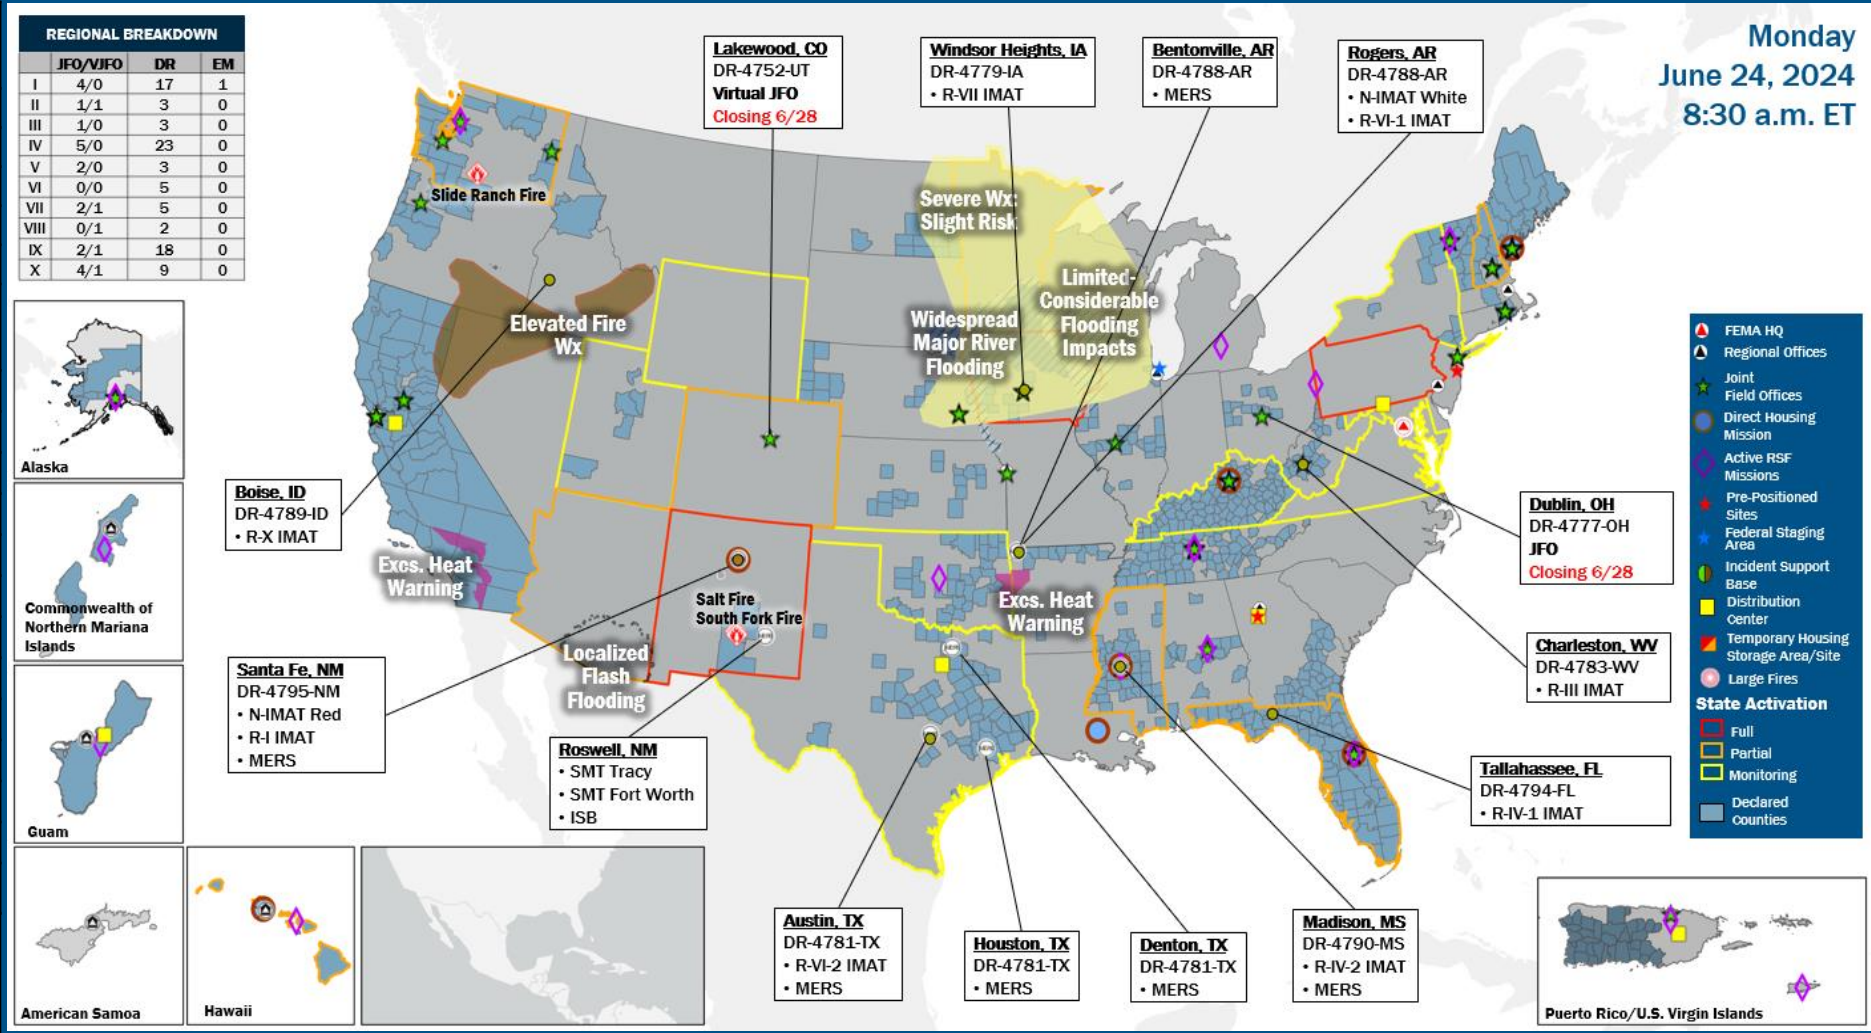 REGIONAL BREAKDOWN
JFO/VJFO DR EM
I 4/0 17 1
II 1/1 3 0
III 1/0 3 0
IV 5/0 23 0
V 2/0 3 0
VI 0/0 5 0
VII 2/1 5 0
VIII 0/1 2 0
IX 2/1 18 0
X 4/1 9 0
Monday
June 24, 2024
8:30 a.m. ET
Lakewood, CO
DR-4752-UT
Virtual JFO
Closing 6/28
Windsor Heights, IA
DR-4779-IA
• R-VII IMAT
Bentonville, AR
DR-4788-AR
• MERS
Rogers, AR
DR-4788-AR
• N-IMAT White
• R-VI-1 IMAT
Slide Ranch Fire
Severe Wx:
Slight Risk
Limited-
Considerable
Flooding
Impacts
Widespread
Major River
Flooding
Elevated Fire
Wx
Alaska
Boise, ID
DR-4789-ID
• R-X IMAT
Excs. Heat
Warning
Salt Fire
South Fork Fire
Excs. Heat
Warning
Localized
Flash
Flooding
Commonwealth of
Northern Mariana
Islands
Santa Fe, NM
DR-4795-NM
• N-IMAT Red
• R-I IMAT
• MERS
Roswell, NM
• SMT Tracy
• SMT Fort Worth
• ISB
Guam
American Samoa
Hawaii
Austin, TX
DR-4781-TX
• R-VI-2 IMAT
• MERS
Houston, TX
DR-4781-TX
• MERS
Denton, TX
DR-4781-TX
• MERS
Madison, MS
DR-4790-MS
• R-IV-2 IMAT
• MERS
Dublin, OH
DR-4777-OH
JFO
Closing 6/28
Charleston, WV
DR-4783-WV
• R-III IMAT
Tallahassee, FL
DR-4794-FL
• R-IV-1 IMAT
Puerto Rico/U.S. Virgin Islands
FEMA HQ
Regional Offices
Joint
Field Offices
Direct Housing
Mission
Active RSF
Missions
Pre-Positioned
Sites
Federal Staging
Area
Incident Support
Base
Distribution
Center
Temporary Housing
Storage Area/Site
Large Fires
State Activation
Full
Partial
Monitoring
Declared
Counties